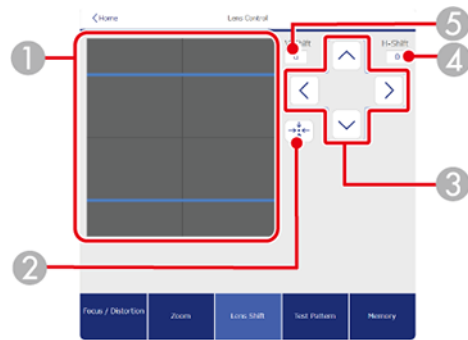 Home
Lens Control
5
V-Shift
H-Shift
0
0
4
1
3
2
Focus / Distortion
Zoom
Lens Shift
Test Pattern
Memory